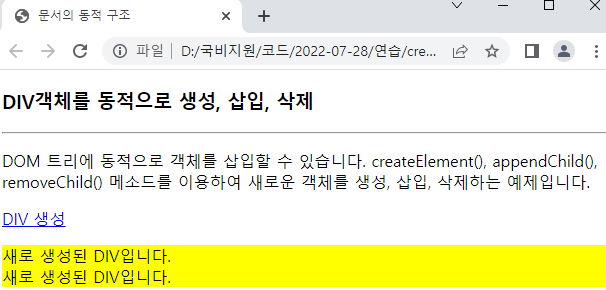 문서의 동적 구조
파일
D:/국비지원/코드/2022-07-28/연습/cre...
DIV객체를 동적으로 생성, 삽입, 삭제
DOM 트리에 동적으로 객체를 삽입할 수 있습니다. createElement(), appendChild(),
removeChild() 메소드를 이용하여 새로운 객체를 생성, 삽입, 삭제하는 예제입니다.
DIV 생성
새로 생성된 DIV입니다.
새로 생성된 DIV입니다.